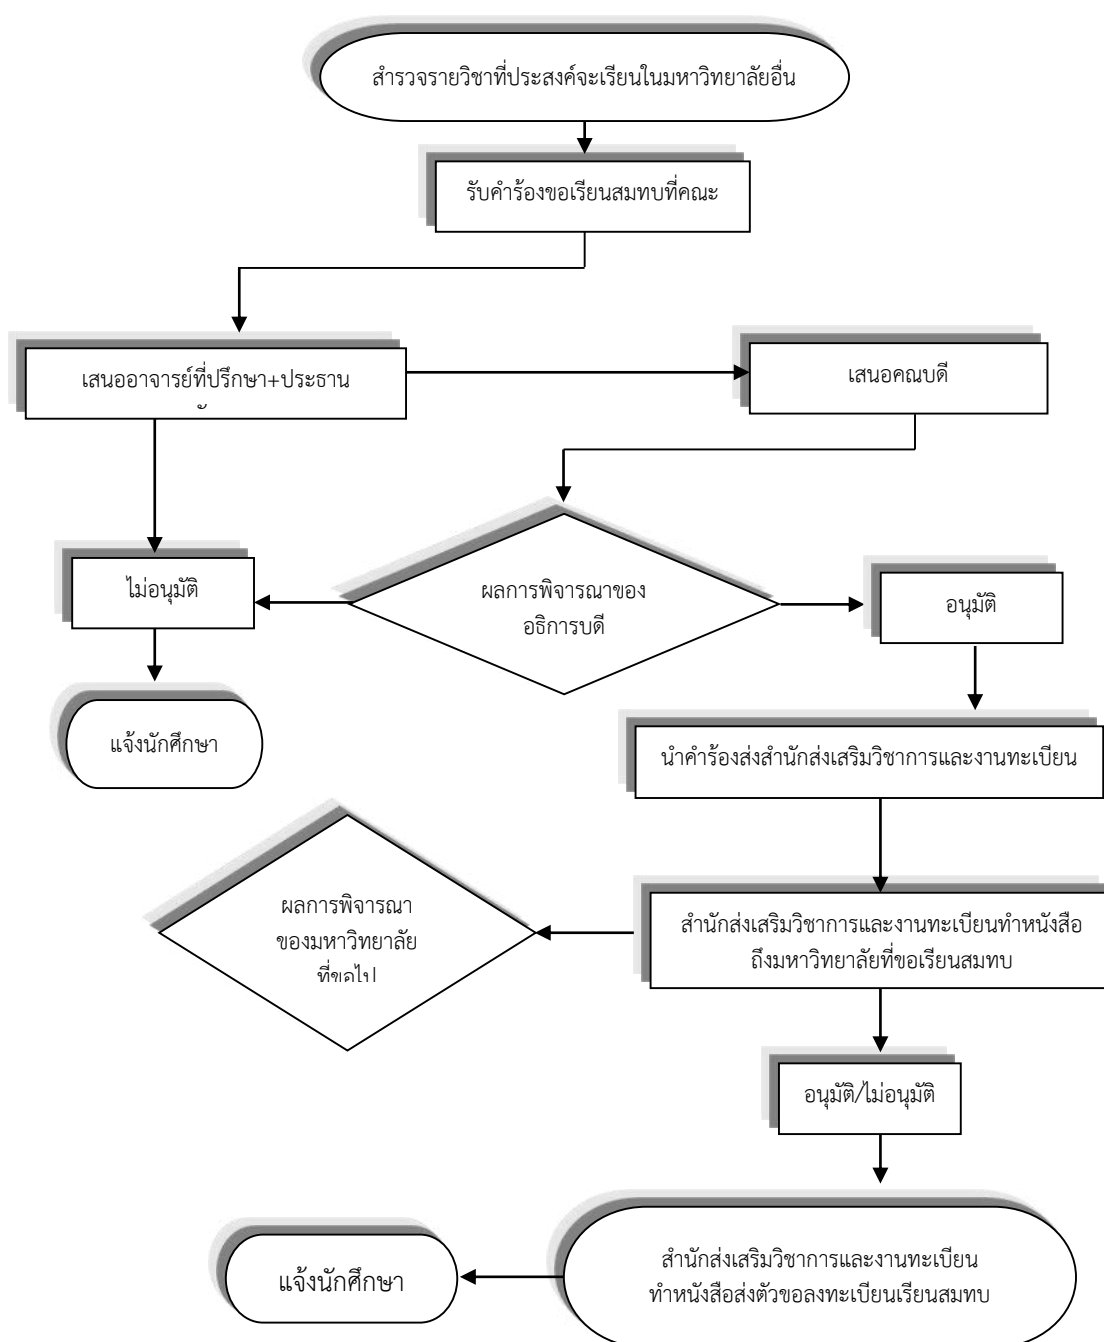 สำรวจรายวิชาที่ประสงค์จะเรียนในมหาวิทยาลัยอื่น
รับคำร้องขอเรียนสมทบที่คณะ
เสนออาจารย์ที่ปรึกษา+ประธาน
เสนอคณบดี
ผลการพิจารณาของ
อธิการบดี
ไม่อนุมัติ
อนุมัติ
แจ้งนักศึกษา
นำคำร้องส่งสำนักส่งเสริมวิชาการและงานทะเบียน
ผลการพิจารณา
ของมหาวิทยาลัย
ที่ขอไป
สำนักส่งเสริมวิชาการและงานทะเบียนทำหนังสือ
ถึงมหาวิทยาลัยที่ขอเรียนสมทบ
อนุมัติ/ไม่อนุมัติ
สำนักส่งเสริมวิชาการและงานทะเบียน
ทำหนังสือส่งตัวขอลงทะเบียนเรียนสมทบ
แจ้งนักศึกษา